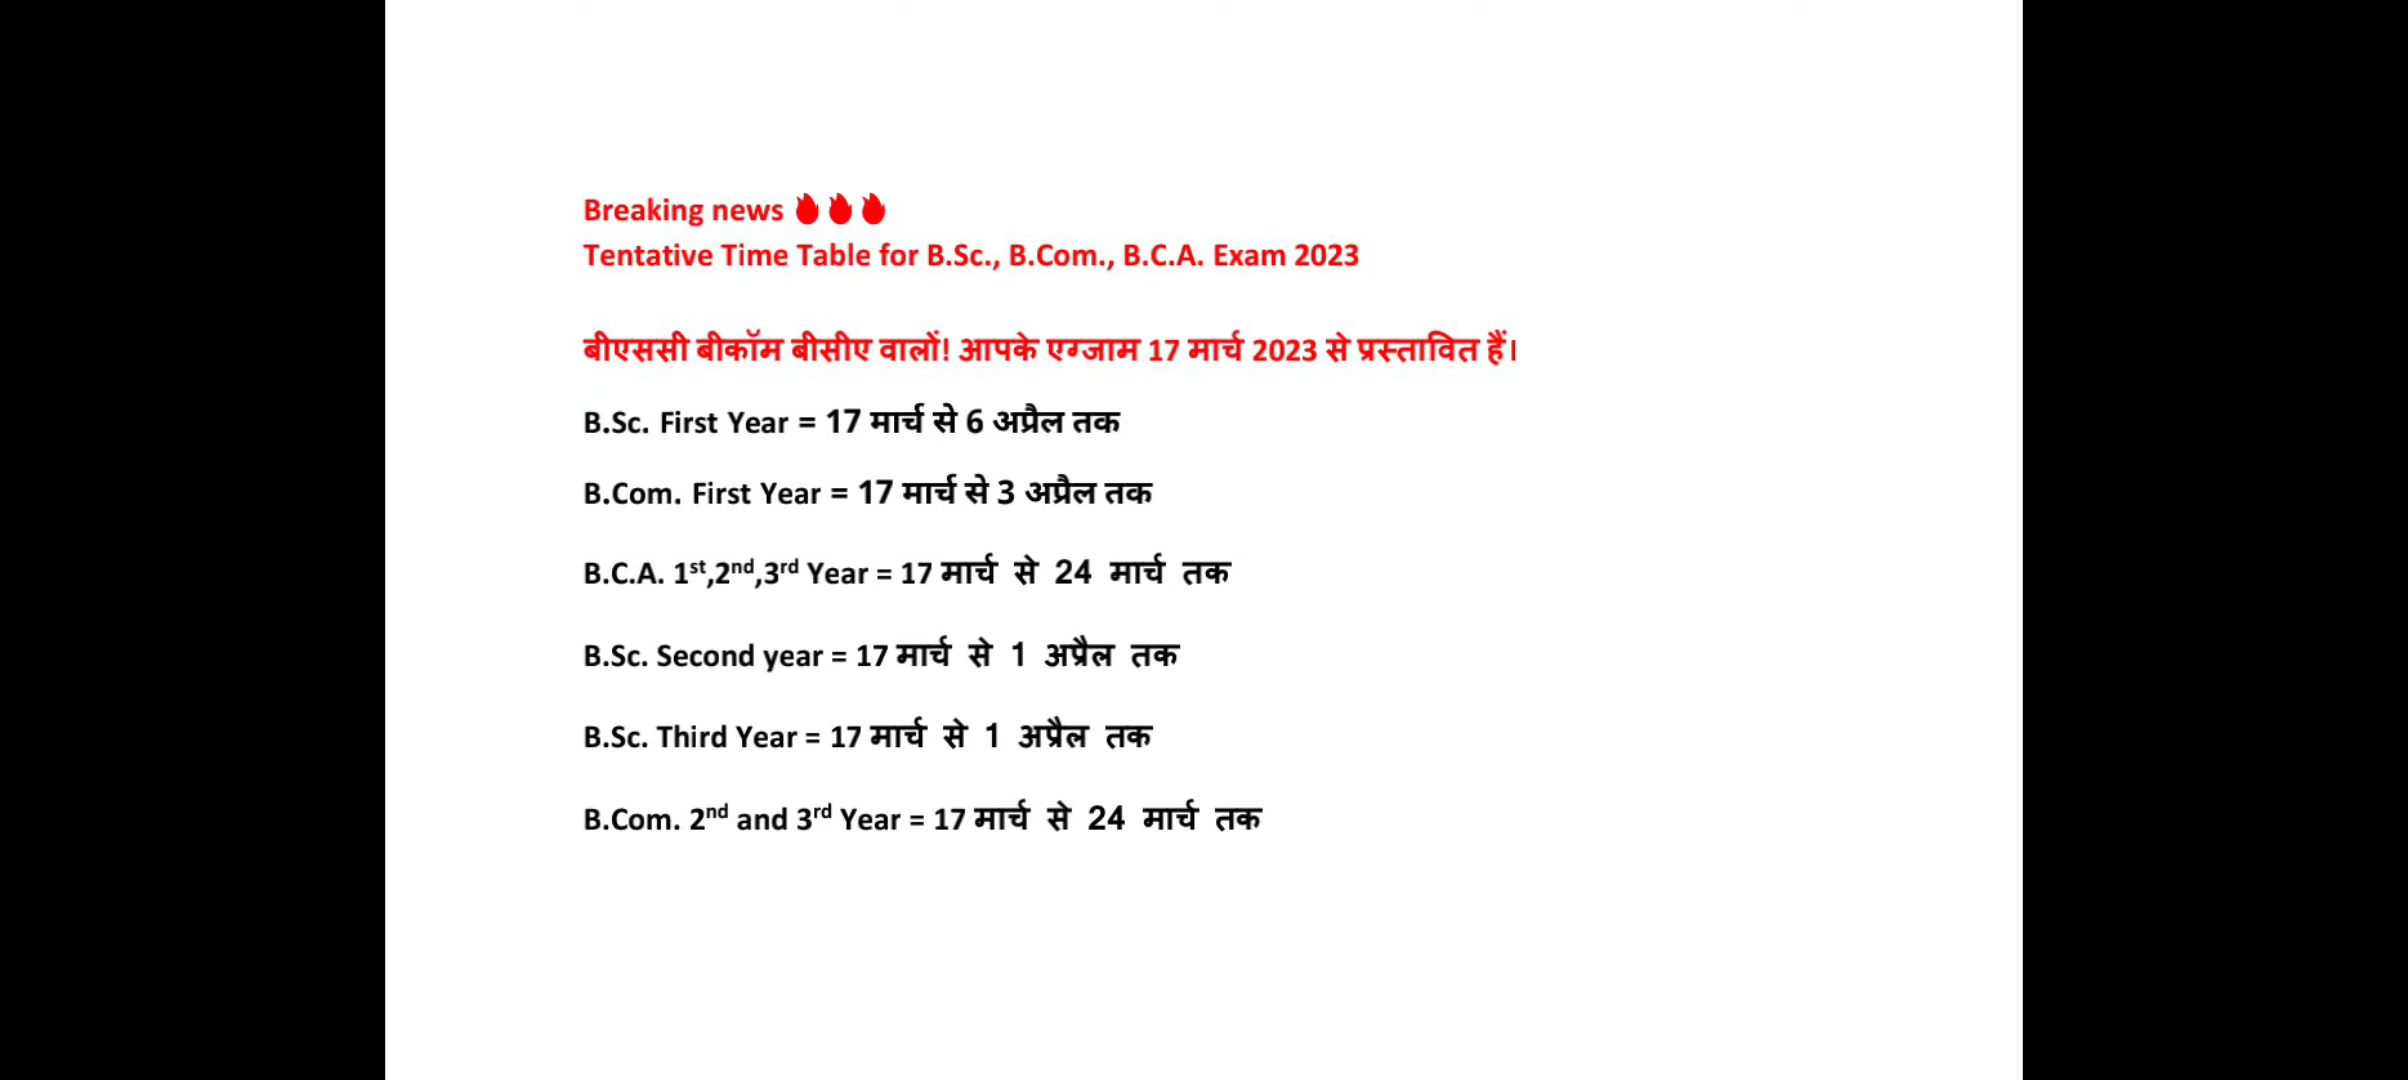 Breaking news 🔥🔥🔥
Tentative Time Table for B.Sc., B.Com., B.C.A. Exam 2023
बीएससी बीकॉम बीसीए वालों! आपके एग्जाम 17 मार्च 2023 से प्रस्तावित हैं।
B.Sc. First Year = 17 मार्च से 6 अप्रैल तक
B.Com. First Year = 17 मार्च से 3 अप्रैल तक
B.C.A. 1st,2nd,3rd Year = 17 मार्च से 24 मार्च तक
B.Sc. Second year = 17 मार्च से 1 अप्रैल तक
B.Sc. Third Year = 17 मार्च से 1 अप्रैल तक
B.Com. 2nd and 3rd Year = 17 मार्च से 24 मार्च तक